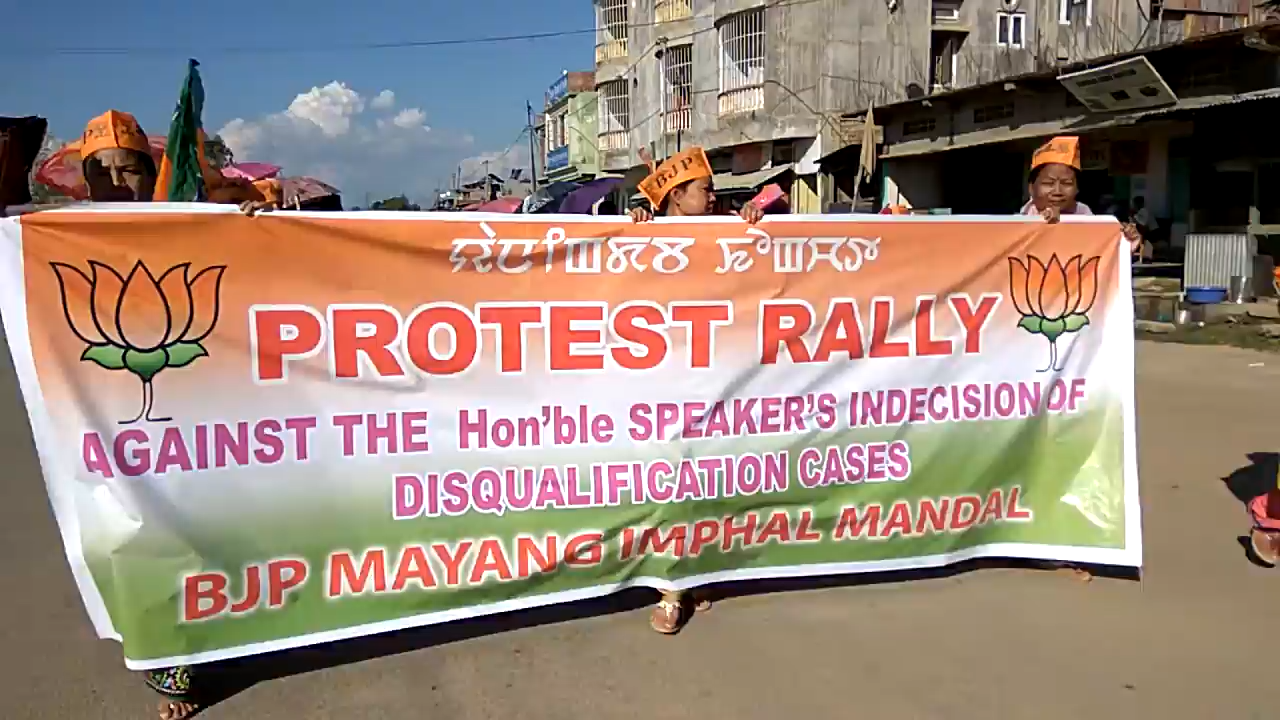 BJP
PROTEST RALLY
AGAINST THE Hon'ble SPEAKER'S INDECISION OF
DISQUALIFICATION CASES
BJP MAYANG IMPHAL MANDAL